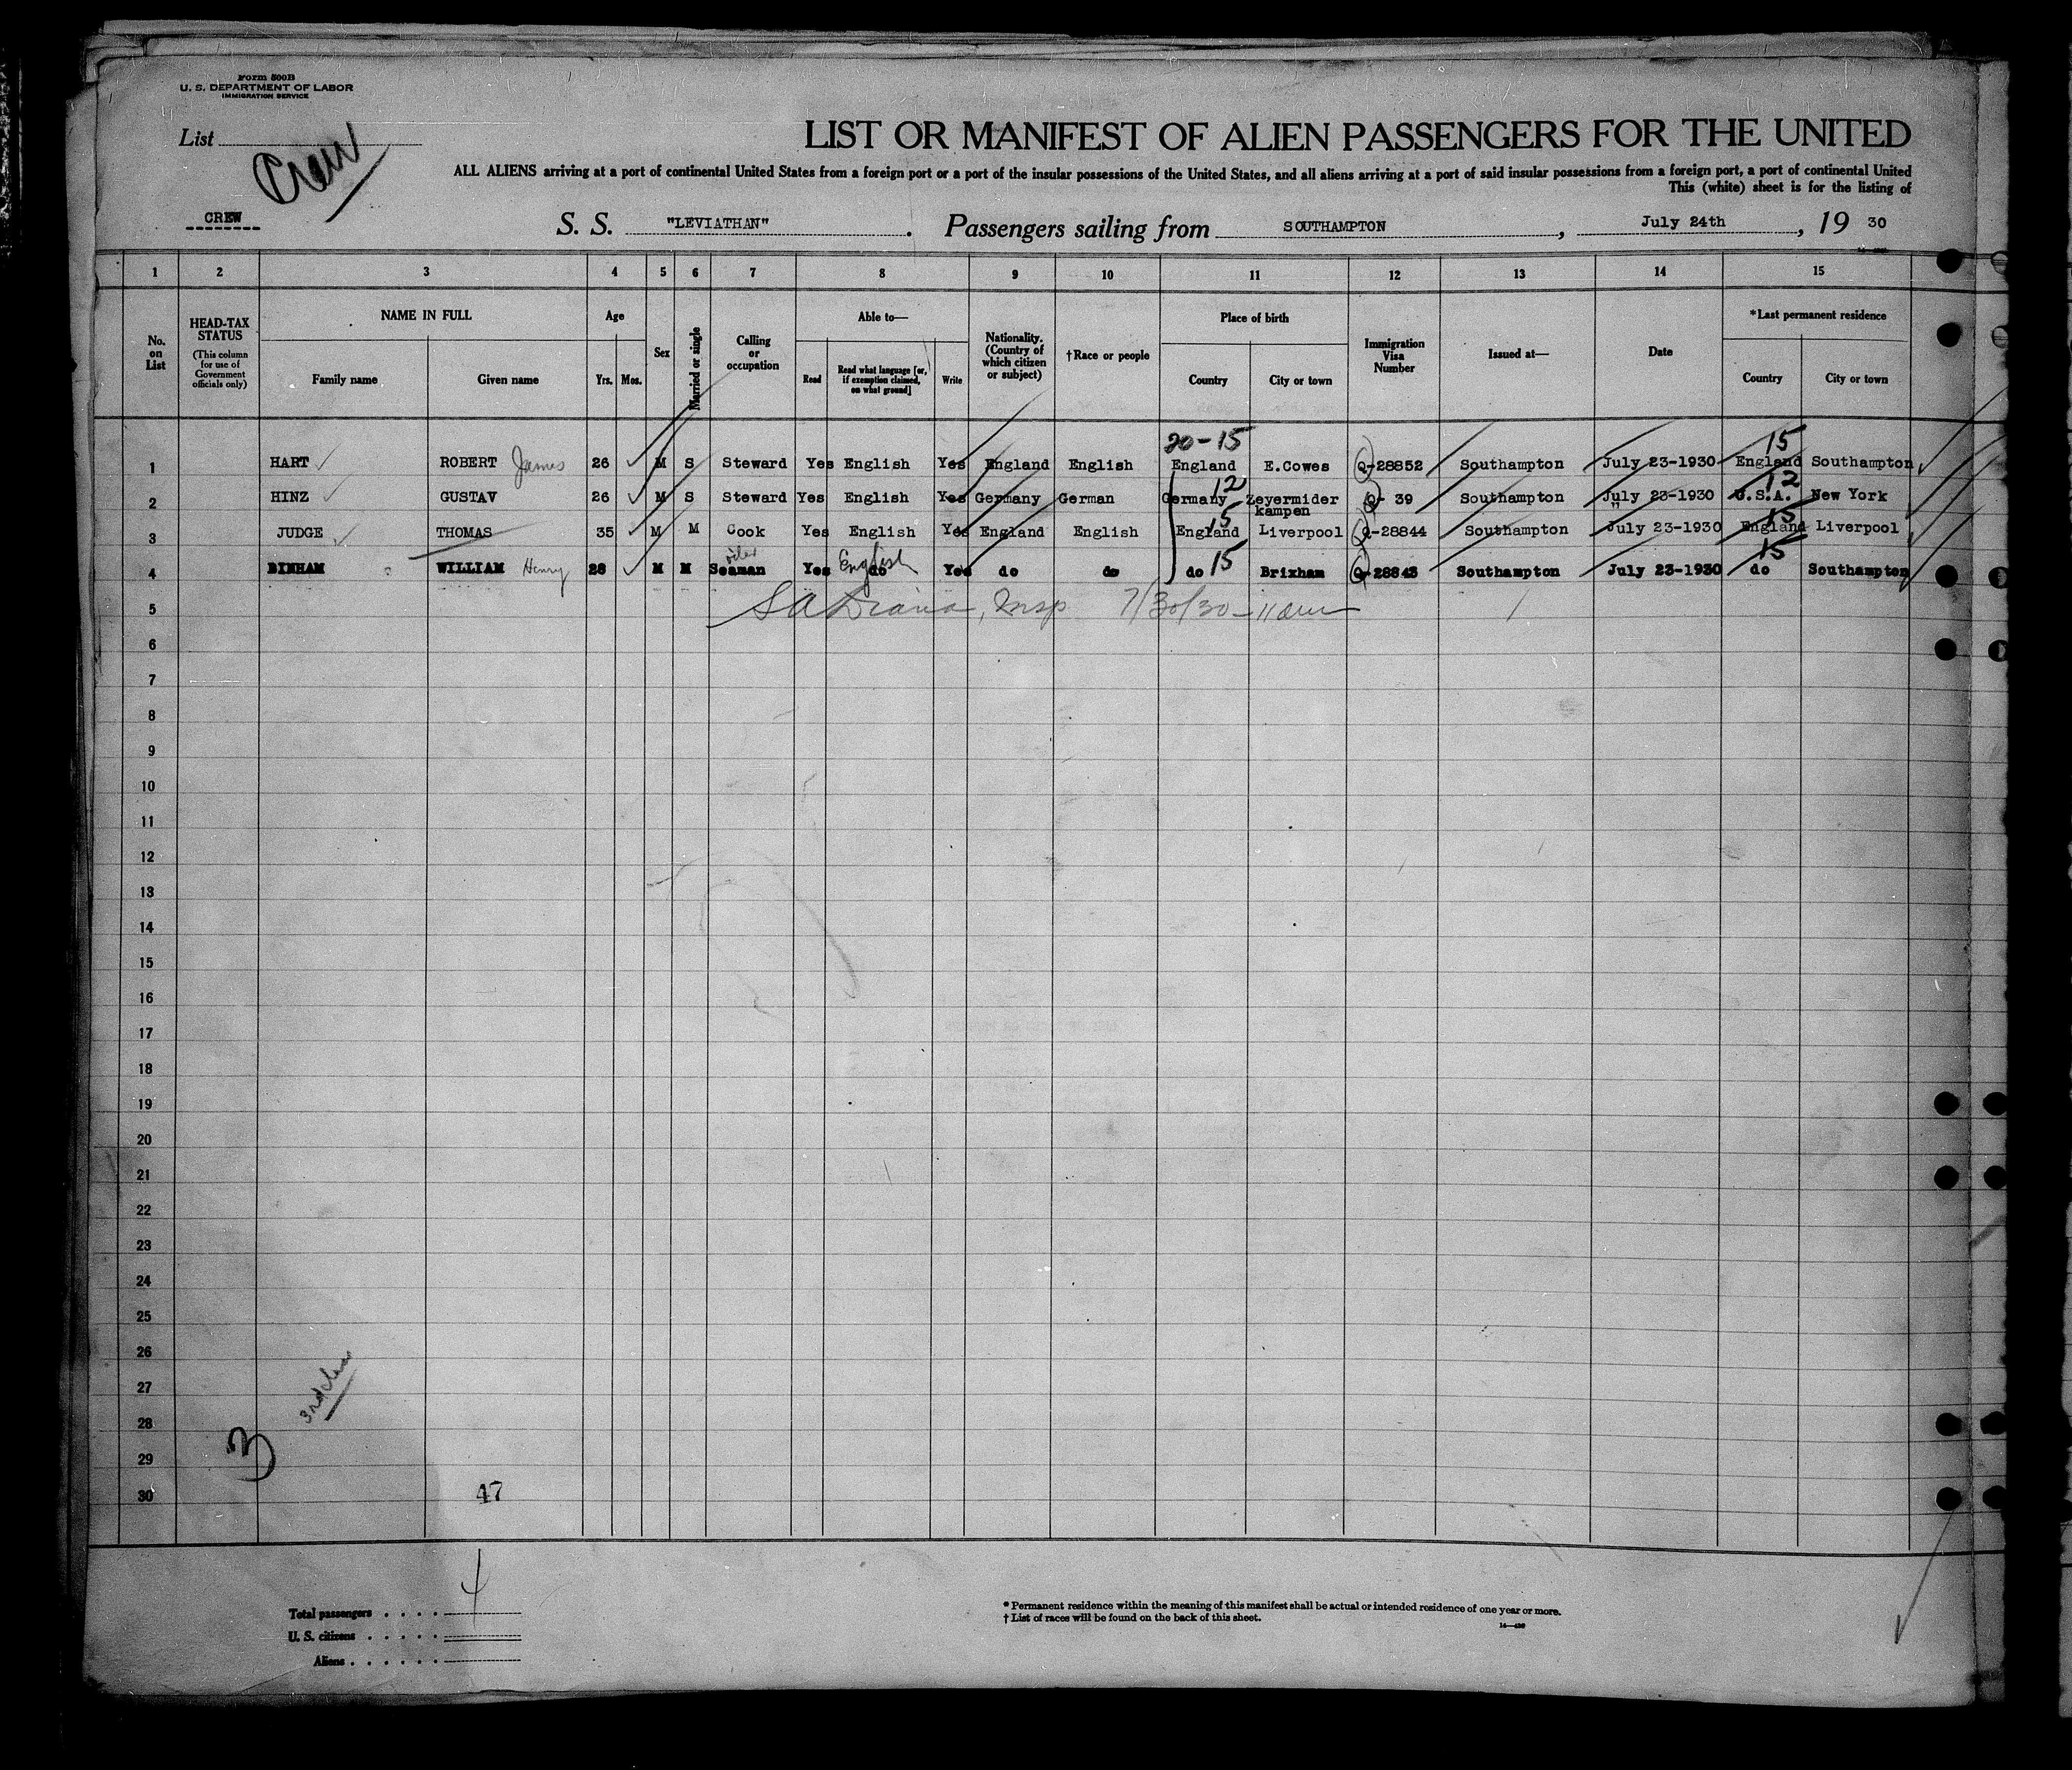 Form 500B
U. S. DEPARTMENT OF LABOR
IMMIGRATION SERVICE
List
Crew
LIST OR MANIFEST OF ALIEN PASSENGERS FOR THE UNITED
ALL ALIENS arriving at a port of continental United States from a foreign port or a port of the insular possessions of the United States, and all aliens arriving at a port of said insular possessions from a foreign port, a port of continental United
This (white) sheet is for the listing of
CREW
S. S. "LEVIATHAN". Passengers sailing from SOUTHAMPTON, July 24th, 19 30
1 2 3 4 5 6 7 8 9 10 11 12 13 14 15
No. on List
HEAD-TAX STATUS (This column for use of Government officials only)
NAME IN FULL
Family name
Given name
Age
Yrs.
Mos.
Sex
Married or single
Calling or occupation
Able to—
Read
Read what language [or, if exemption claimed, on what ground]
Write
Nationality. (Country of which citizen or subject)
†Race or people
Place of birth
Country
City or town
Immigration Visa Number
Issued at—
Date
*Last permanent residence
Country
City or town
20-15 15
1 HART ROBERT James 26 M S Steward Yes English Yes England English England E.Cowes Q-28852 Southampton July 23-1930 England Southampton
12 12
2 HINZ GUSTAV 26 M S Steward Yes English Yes Germany German Germany Zeyermider kampen Q- 39 Southampton July 23-1930 U.S.A. New York
15 " 15
3 JUDGE THOMAS 35 M M Cook Yes English Yes England English England Liverpool Q-28844 Southampton July 23-1930 England Liverpool
English 15
4 BINHAM WILLIAM Henry 28 M M Seaman Yes do Yes do do do 15 Brixham Q-28843 Southampton July 23-1930 do Southampton
5 Insp 7/30/30-11am
6
7
8
9
10
11
12
13
14
15
16
17
18
19
20
21
22
23
24
25
26
27
3rd class
28
3
29
30
47
4
Total passengers
U. S. citizens
Aliens
* Permanent residence within the meaning of this manifest shall be actual or intended residence of one year or more.
† List of races will be found on the back of this sheet.